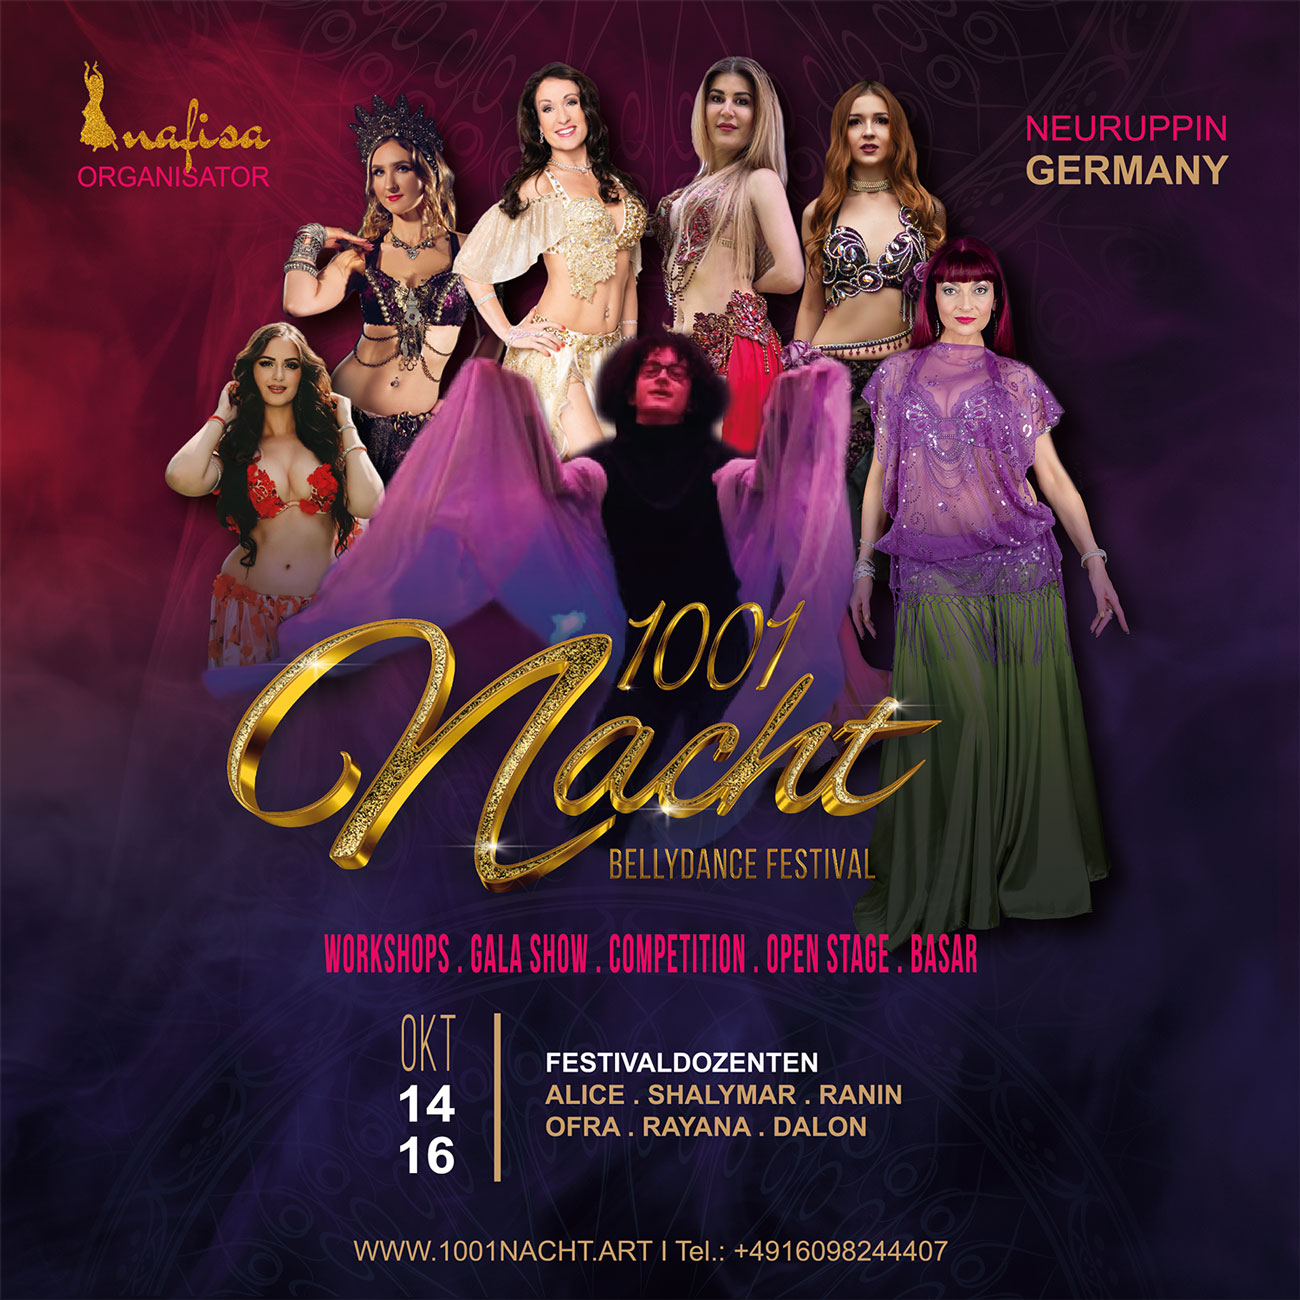 nafisa
ORGANISATOR
NEURUPPIN
GERMANY
1001
Nacht
BELLYDANCE FESTIVAL
WORKSHOPS . GALA SHOW . COMPETITION . OPEN STAGE . BASAR
OKT
14
16
FESTIVALDOZENTEN
ALICE . SHALYMAR . RANIN
OFRA . RAYANA . DALON
WWW.1001NACHT.ART I Tel.: +4916098244407